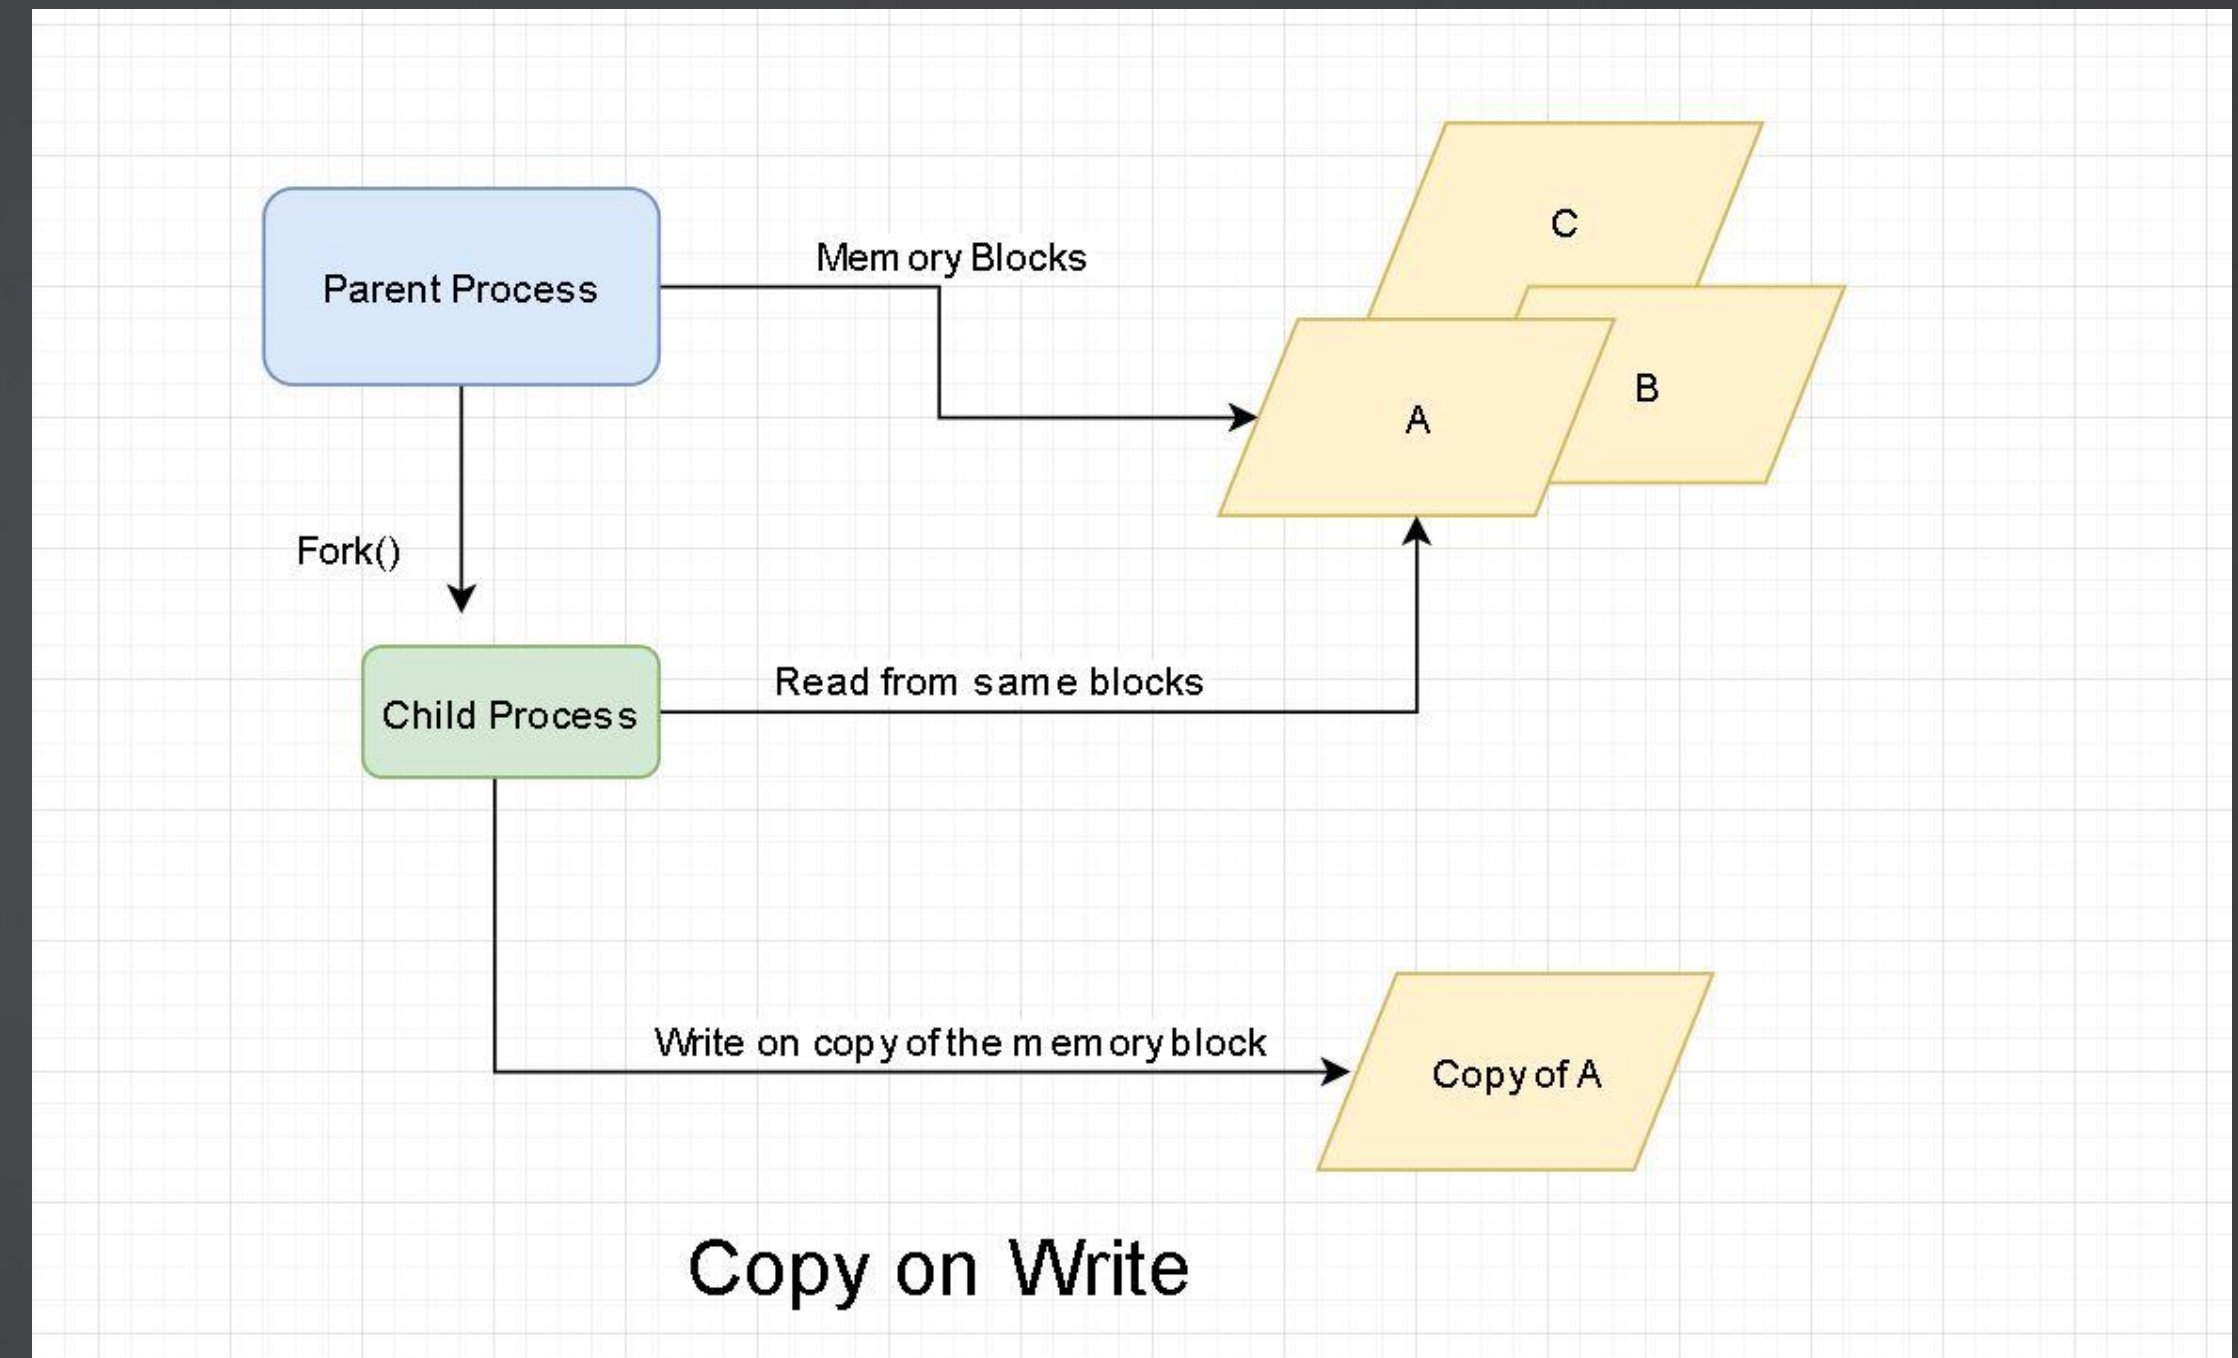 C
Memory Blocks
Parent Process
B
A
Fork()
Read from same blocks
Child Process
Write on copy of the memory block
Copy of A
Copy on Write